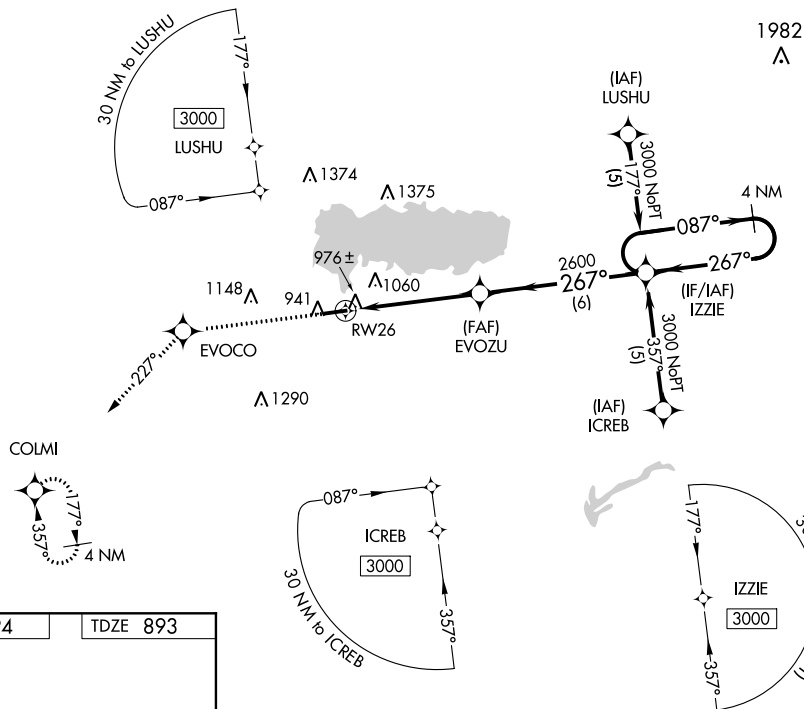 1982
30 NM to LUSHU
177°
3000
LUSHU
087°
(IAF)
LUSHU
3000 NoPT
177°
(5)
4 NM
087°
267°
(IF/IAF)
IZZIE
1374
1375
976±
1060
1148
941
RW26
2600
267°
(6)
(FAF)
EVOZU
EVOCO
227°
1290
3000 NoPT
357°
(5)
(IAF)
ICREB
COLMI
177°
357°
4 NM
087°
ICREB
3000
30 NM to ICREB
357°
177°
IZZIE
3000
357°
TDZE 893